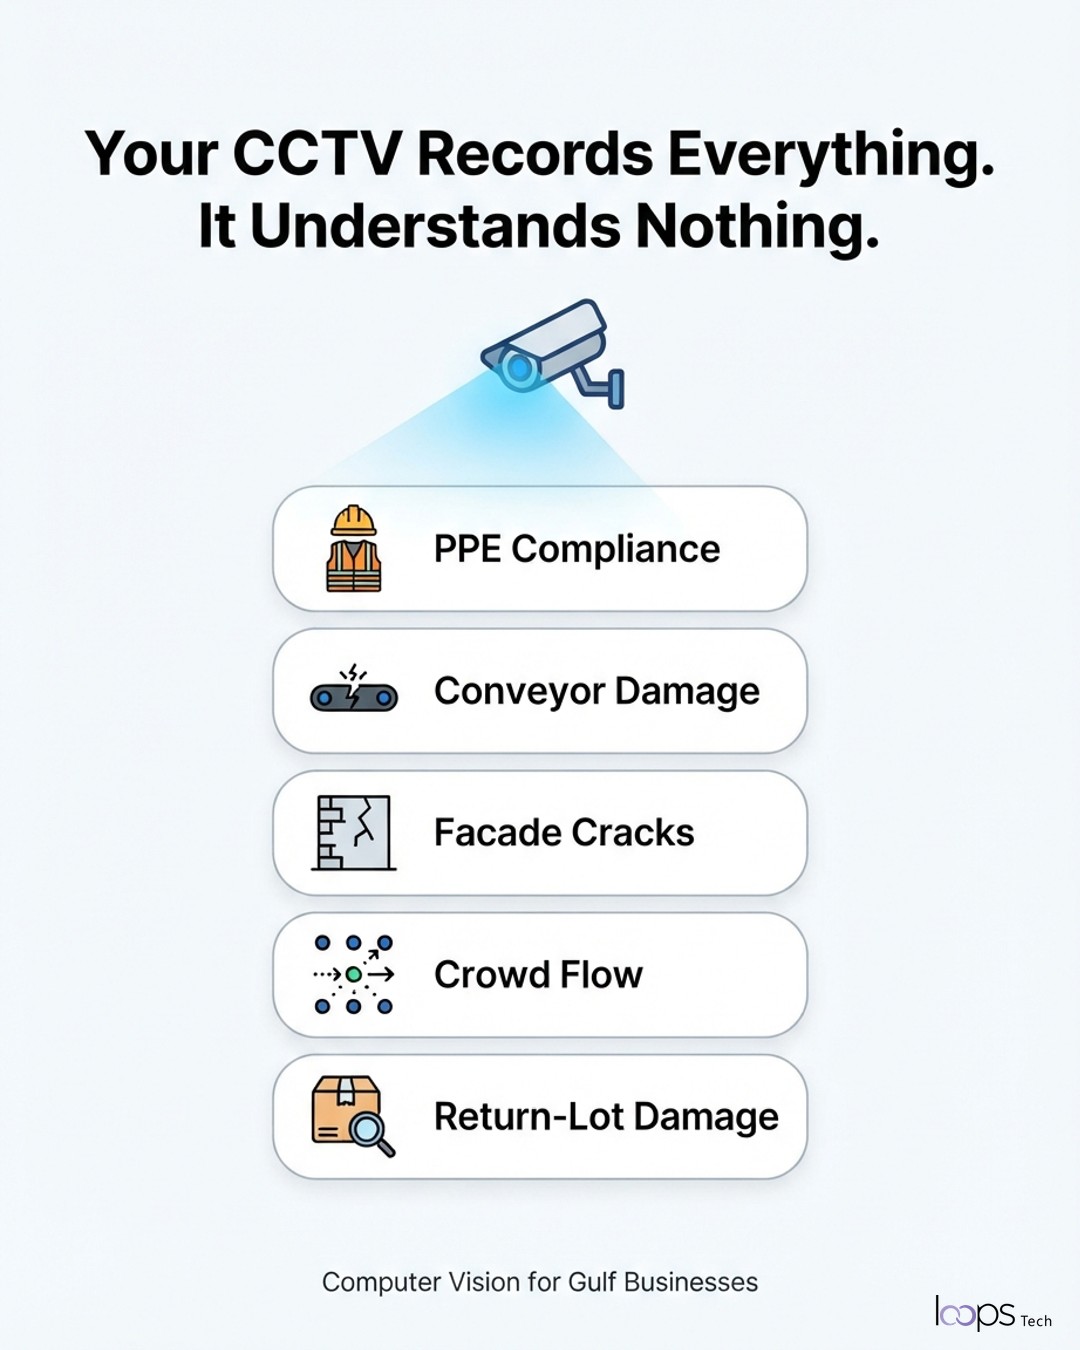 Your CCTV Records Everything.
It Understands Nothing.
PPE Compliance
Conveyor Damage
Facade Cracks
Crowd Flow
Return-Lot Damage
Computer Vision for Gulf Businesses
loops Tech